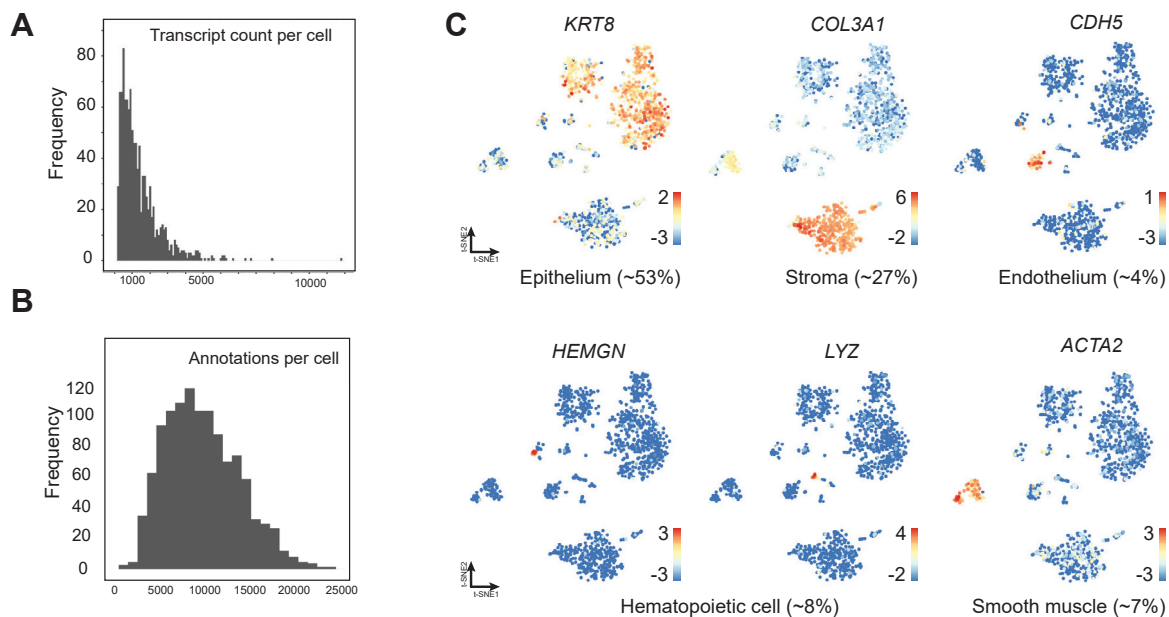 A
Transcript count per cell
Frequency
80
60
40
20
0
1000
5000
10000
B
Annotations per cell
Frequency
120
100
80
60
40
20
0
0
5000
10000
15000
20000
25000
C
KRT8
COL3A1
CDH5
2
-3
6
-2
1
-3
t-SNE2
t-SNE1
Epithelium (~53%)
Stroma (~27%)
Endothelium (~4%)
HEMGN
LYZ
ACTA2
3
-3
4
-2
3
-3
t-SNE2
t-SNE1
Hematopoietic cell (~8%)
Smooth muscle (~7%)